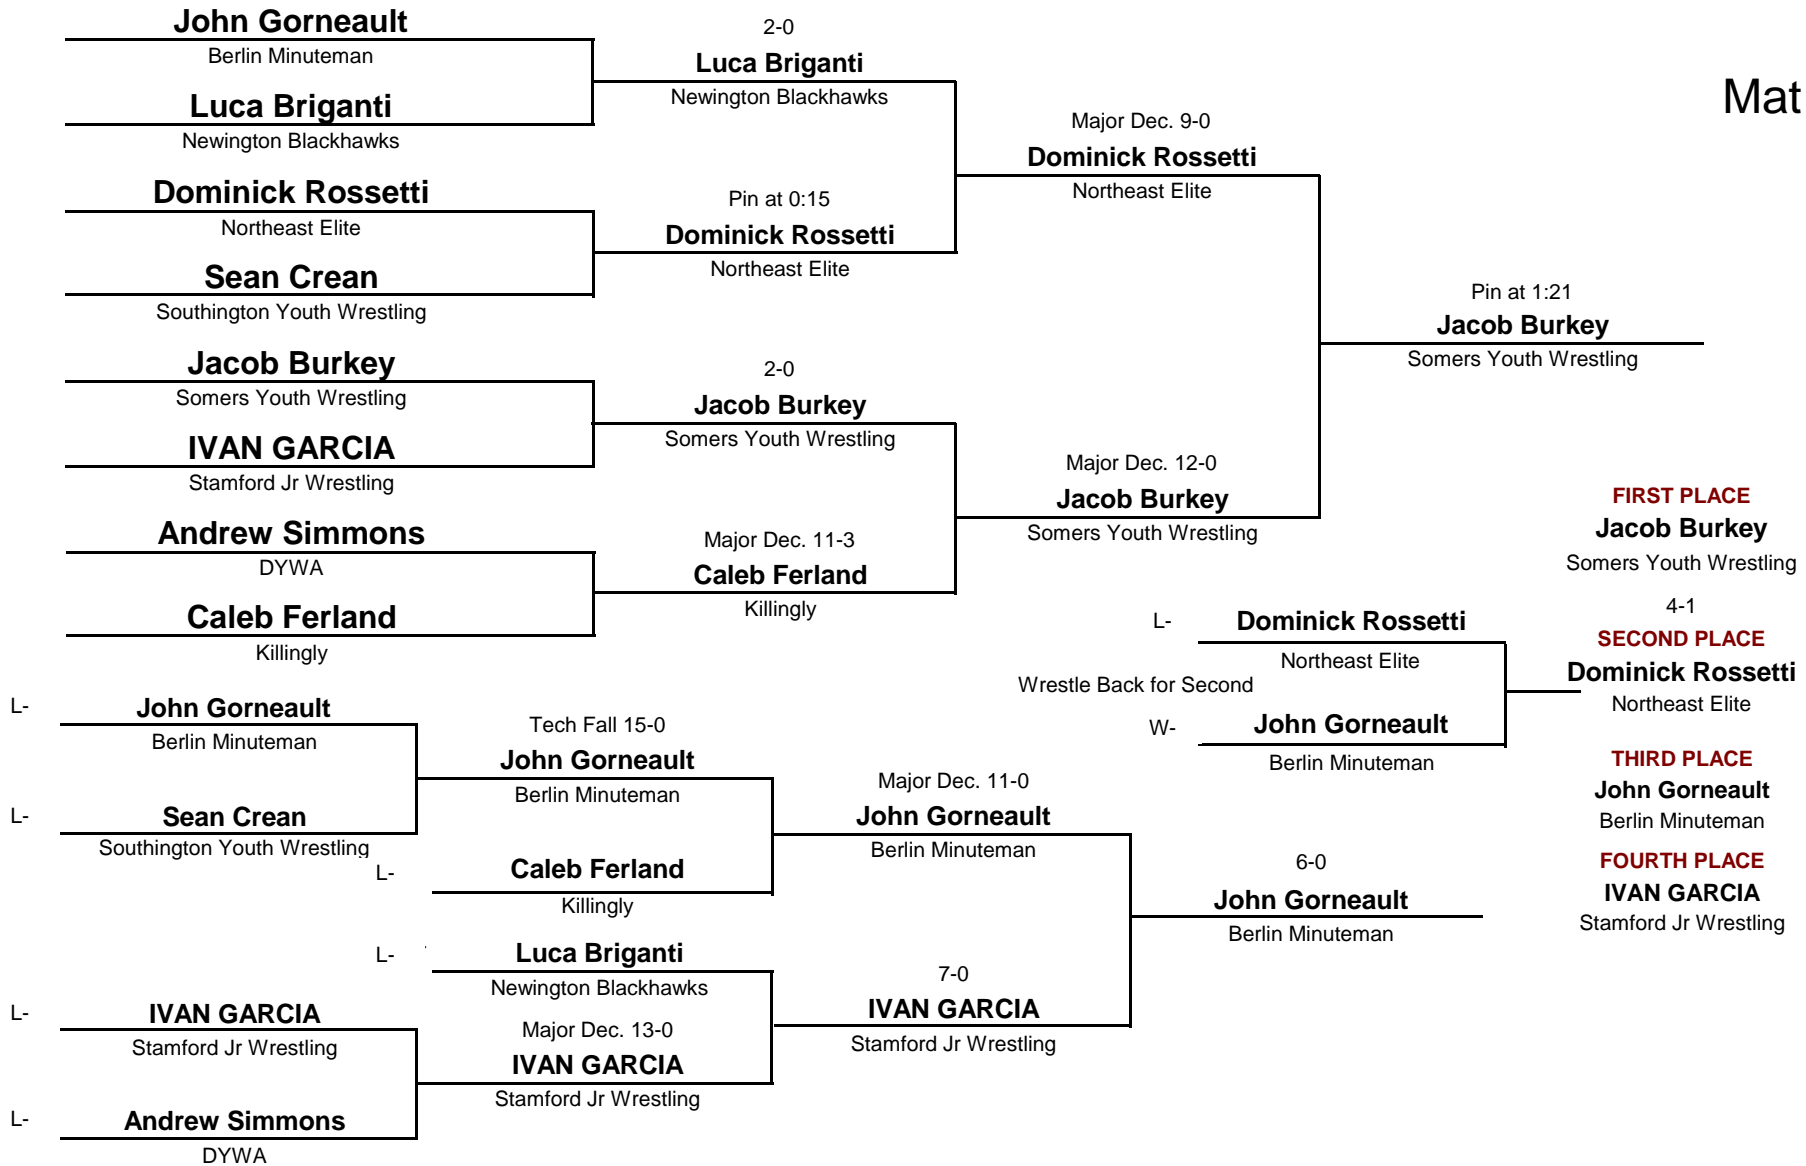 John Gorneault
Berlin Minuteman
Luca Briganti
Newington Blackhawks
Dominick Rossetti
Northeast Elite
Sean Crean
Southington Youth Wrestling
Jacob Burkey
Somers Youth Wrestling
IVAN GARCIA
Stamford Jr Wrestling
Andrew Simmons
DYWA
Caleb Ferland
Killingly
2-0
Luca Briganti
Newington Blackhawks
Pin at 0:15
Dominick Rossetti
Northeast Elite
2-0
Jacob Burkey
Somers Youth Wrestling
Major Dec. 11-3
Caleb Ferland
Killingly
Major Dec. 9-0
Dominick Rossetti
Northeast Elite
Major Dec. 12-0
Jacob Burkey
Somers Youth Wrestling
Mat
Pin at 1:21
Jacob Burkey
Somers Youth Wrestling
FIRST PLACE
Jacob Burkey
Somers Youth Wrestling
L-
Dominick Rossetti
Northeast Elite
Wrestle Back for Second
W-
John Gorneault
Berlin Minuteman
4-1
SECOND PLACE
Dominick Rossetti
Northeast Elite
THIRD PLACE
John Gorneault
Berlin Minuteman
FOURTH PLACE
IVAN GARCIA
Stamford Jr Wrestling
L-
John Gorneault
Berlin Minuteman
L-
Sean Crean
Southington Youth Wrestling
Tech Fall 15-0
John Gorneault
Berlin Minuteman
L-
Caleb Ferland
Killingly
L-
Luca Briganti
Newington Blackhawks
L-
IVAN GARCIA
Stamford Jr Wrestling
L-
Andrew Simmons
DYWA
Major Dec. 13-0
IVAN GARCIA
Stamford Jr Wrestling
Major Dec. 11-0
John Gorneault
Berlin Minuteman
7-0
IVAN GARCIA
Stamford Jr Wrestling
6-0
John Gorneault
Berlin Minuteman